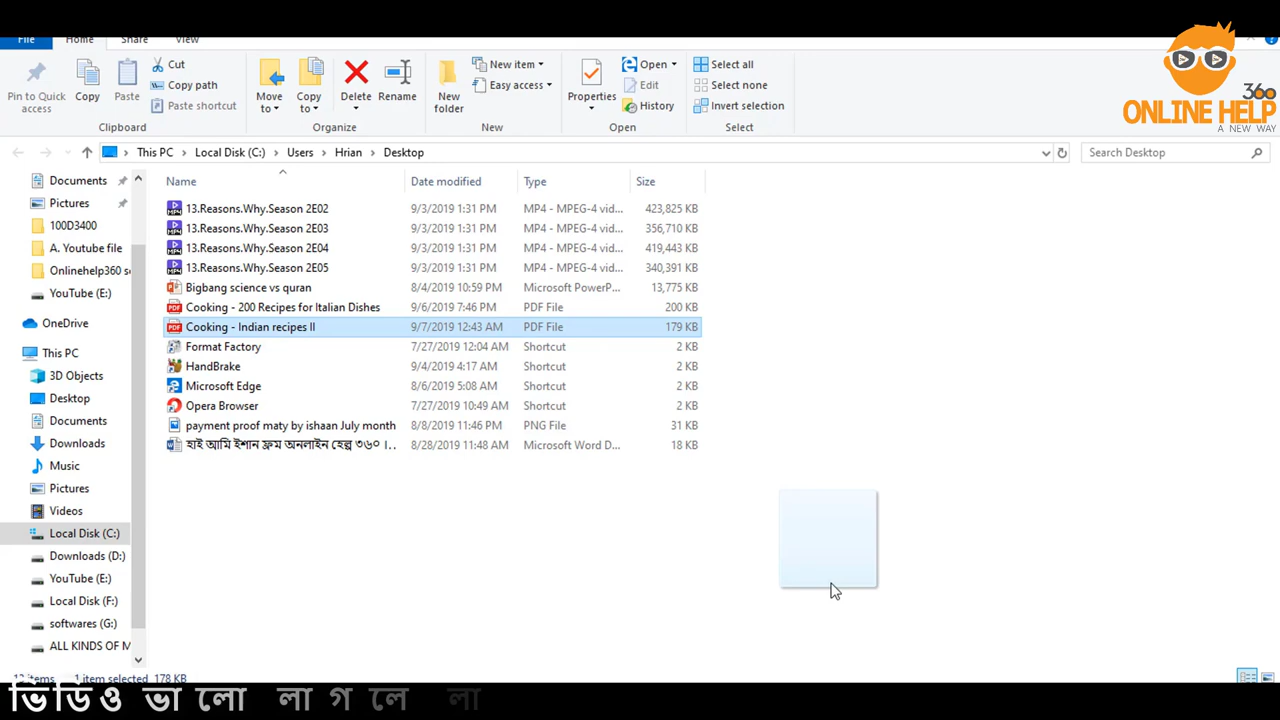 File Home Share View
Pin to Quick access
Copy
Paste
Cut
Copy path
Paste shortcut
Clipboard
Move to
Copy to
Delete
Rename
Organize
New folder
New item
Easy access
New
Properties
Open
Edit
History
Open
Select all
Select none
Invert selection
Select
360
ONLINE HELP
A NEW WAY
This PC > Local Disk (C:) > Users > Hrian > Desktop
Search Desktop
Name Date modified Type Size
13.Reasons.Why.Season 2E02 9/3/2019 1:31 PM MP4 - MPEG-4 vid... 423,825 KB
13.Reasons.Why.Season 2E03 9/3/2019 1:31 PM MP4 - MPEG-4 vid... 356,710 KB
13.Reasons.Why.Season 2E04 9/3/2019 1:31 PM MP4 - MPEG-4 vid... 419,443 KB
13.Reasons.Why.Season 2E05 9/3/2019 1:31 PM MP4 - MPEG-4 vid... 340,391 KB
Bigbang science vs quran 8/4/2019 10:59 PM Microsoft PowerP... 13,775 KB
Cooking - 200 Recipes for Italian Dishes 9/6/2019 7:46 PM PDF File 200 KB
Cooking - Indian recipes II 9/7/2019 12:43 AM PDF File 179 KB
Format Factory 7/27/2019 12:04 AM Shortcut 2 KB
HandBrake 9/4/2019 4:17 AM Shortcut 2 KB
Microsoft Edge 8/6/2019 5:08 AM Shortcut 2 KB
Opera Browser 7/27/2019 10:49 AM Shortcut 2 KB
payment proof maty by ishaan July month 8/8/2019 11:46 PM PNG File 31 KB
হাই আমি ইশান ফ্রম অনলাইন হেল্প ৩৬০ ।.. 8/28/2019 11:48 AM Microsoft Word D... 18 KB
Documents
Pictures
100D3400
A. Youtube file
Onlinehelp360 s
YouTube (E:)
OneDrive
This PC
3D Objects
Desktop
Documents
Downloads
Music
Pictures
Videos
Local Disk (C:)
Downloads (D:)
YouTube (E:)
Local Disk (F:)
softwares (G:)
ALL KINDS OF M
items 1 item selected 178 KB
ভিডিও ভালো লাগলে লা